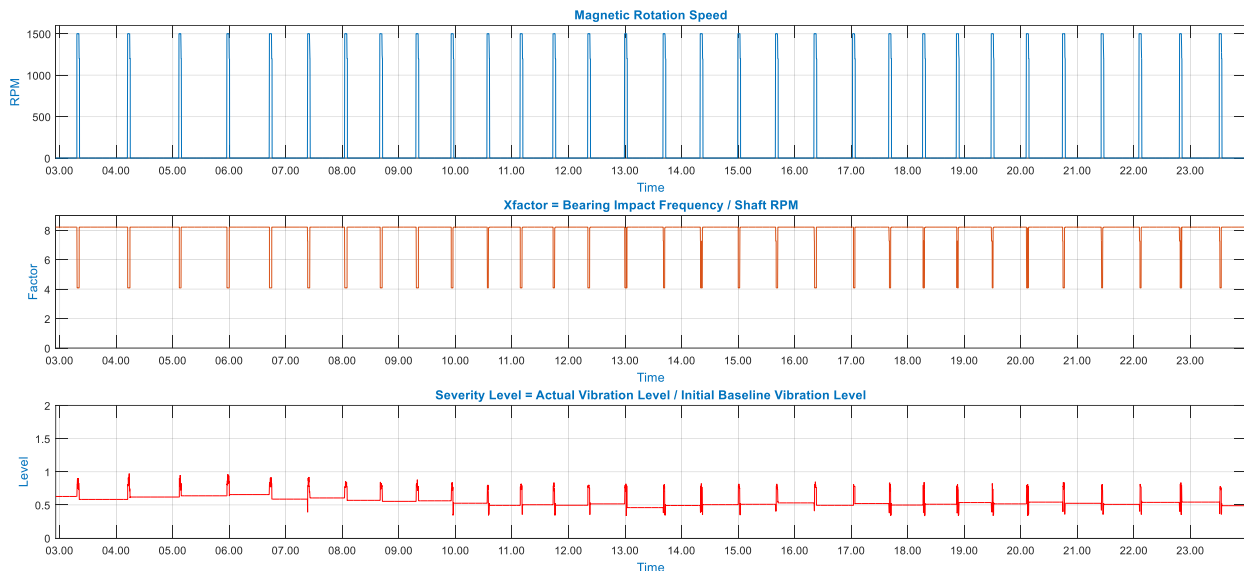 Magnetic Rotation Speed
1500
1000
500
0
RPM
03.00 04.00 05.00 06.00 07.00 08.00 09.00 10.00 11.00 12.00 13.00 14.00 15.00 16.00 17.00 18.00 19.00 20.00 21.00 22.00 23.00
Time
Xfactor = Bearing Impact Frequency / Shaft RPM
8
6
4
2
0
Factor
03.00 04.00 05.00 06.00 07.00 08.00 09.00 10.00 11.00 12.00 13.00 14.00 15.00 16.00 17.00 18.00 19.00 20.00 21.00 22.00 23.00
Time
Severity Level = Actual Vibration Level / Initial Baseline Vibration Level
2
1.5
1
0.5
0
Level
03.00 04.00 05.00 06.00 07.00 08.00 09.00 10.00 11.00 12.00 13.00 14.00 15.00 16.00 17.00 18.00 19.00 20.00 21.00 22.00 23.00
Time